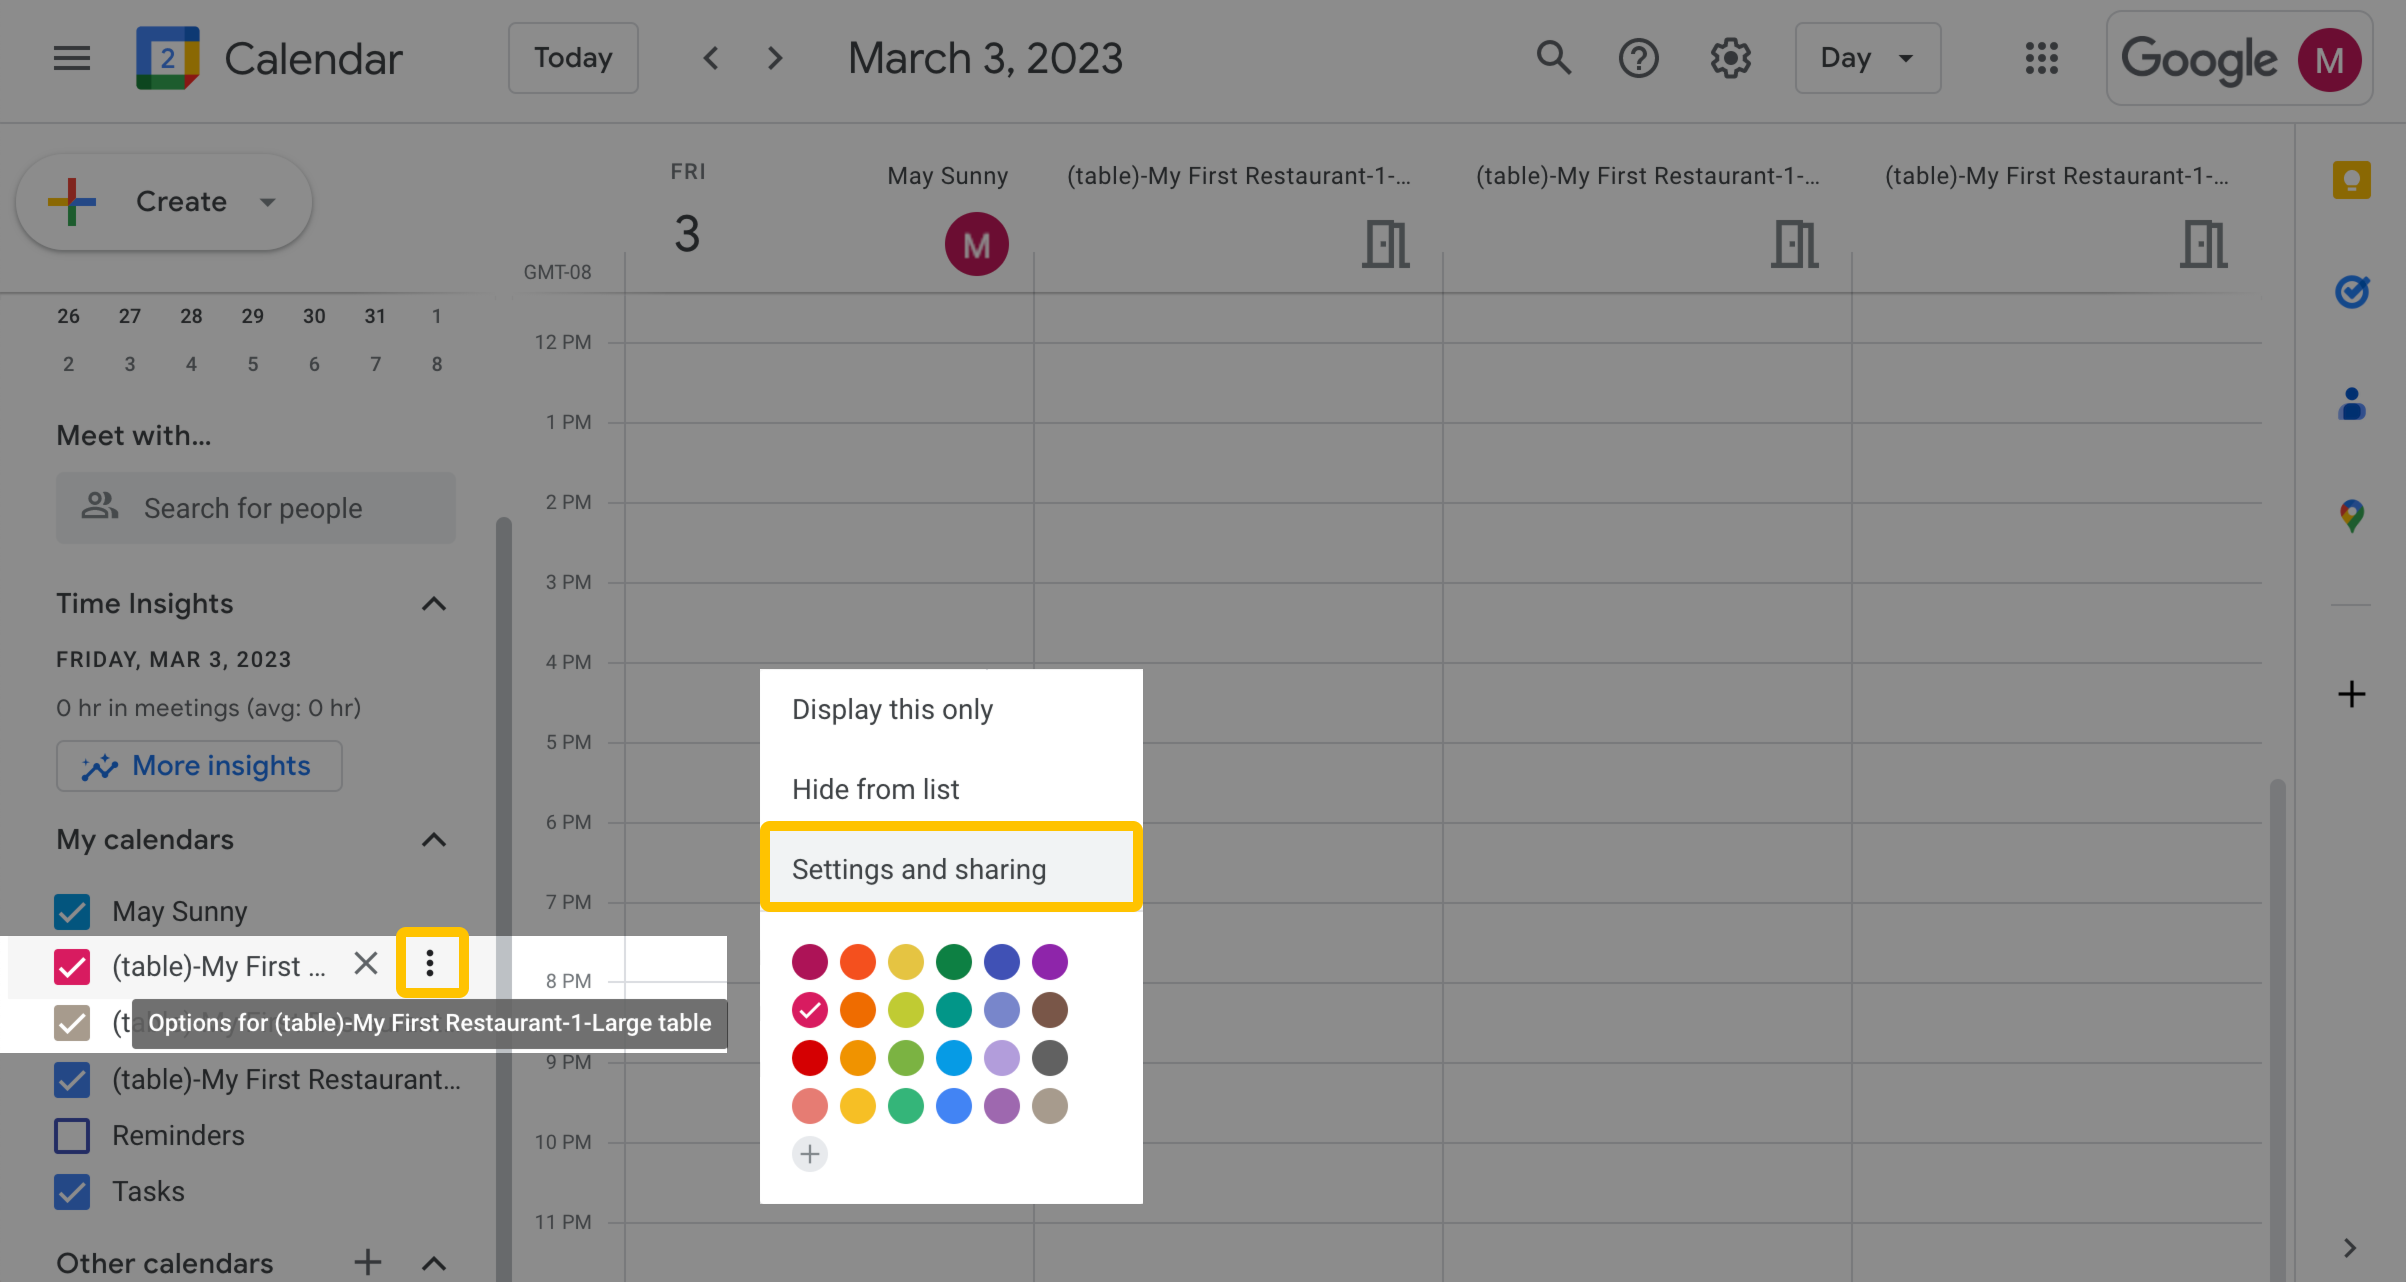 2
Calendar
Today
March 3, 2023
Day
Google
M
Create
FRI
3
GMT-08
May Sunny
M
(table)-My First Restaurant-1-...
(table)-My First Restaurant-1-...
(table)-My First Restaurant-1-...
26 27 28 29 30 31 1
2 3 4 5 6 7 8
Meet with...
Search for people
Time Insights
FRIDAY, MAR 3, 2023
0 hr in meetings (avg: 0 hr)
More insights
My calendars
May Sunny
(table)-My First ...
(t
Options for (table)-My First Restaurant-1-Large table
(table)-My First Restaurant...
Reminders
Tasks
Other calendars
12 PM
1 PM
2 PM
3 PM
4 PM
5 PM
6 PM
7 PM
8 PM
9 PM
10 PM
11 PM
Display this only
Hide from list
Settings and sharing